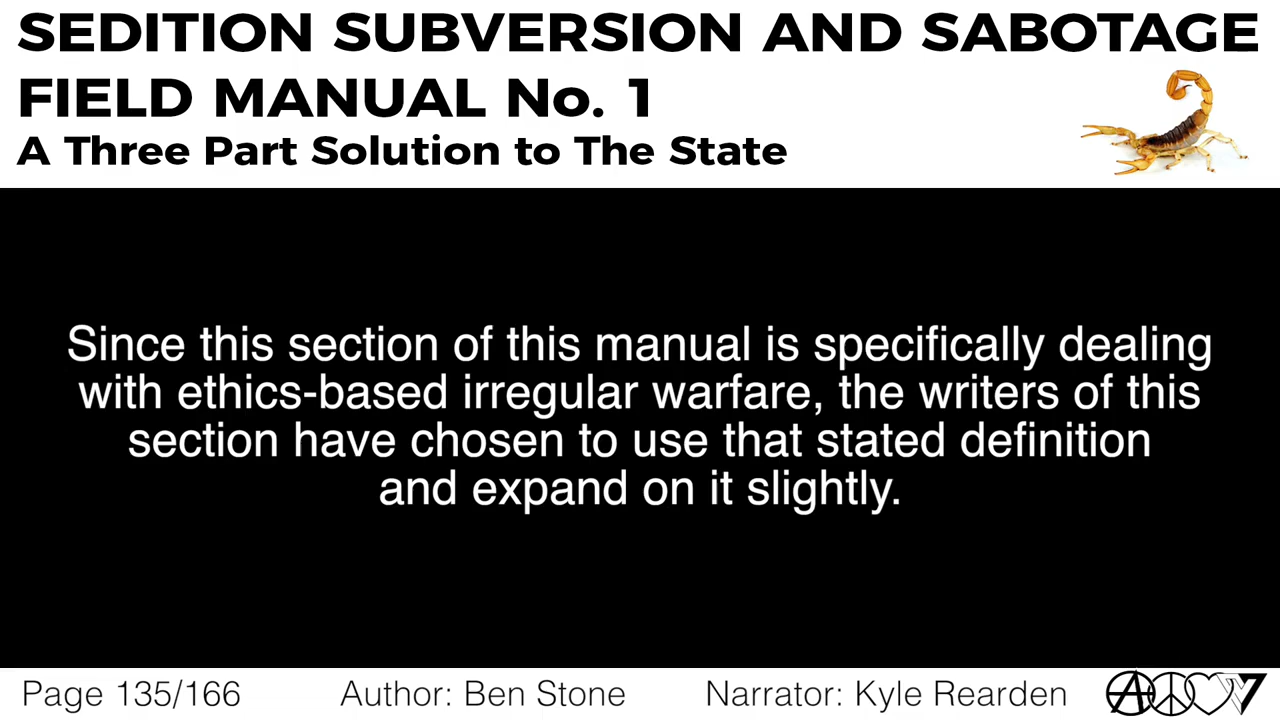 SEDITION SUBVERSION AND SABOTAGE
FIELD MANUAL No. 1
A Three Part Solution to The State
Since this section of this manual is specifically dealing
with ethics-based irregular warfare, the writers of this
section have chosen to use that stated definition
and expand on it slightly.
Page 135/166 Author: Ben Stone Narrator: Kyle Rearden